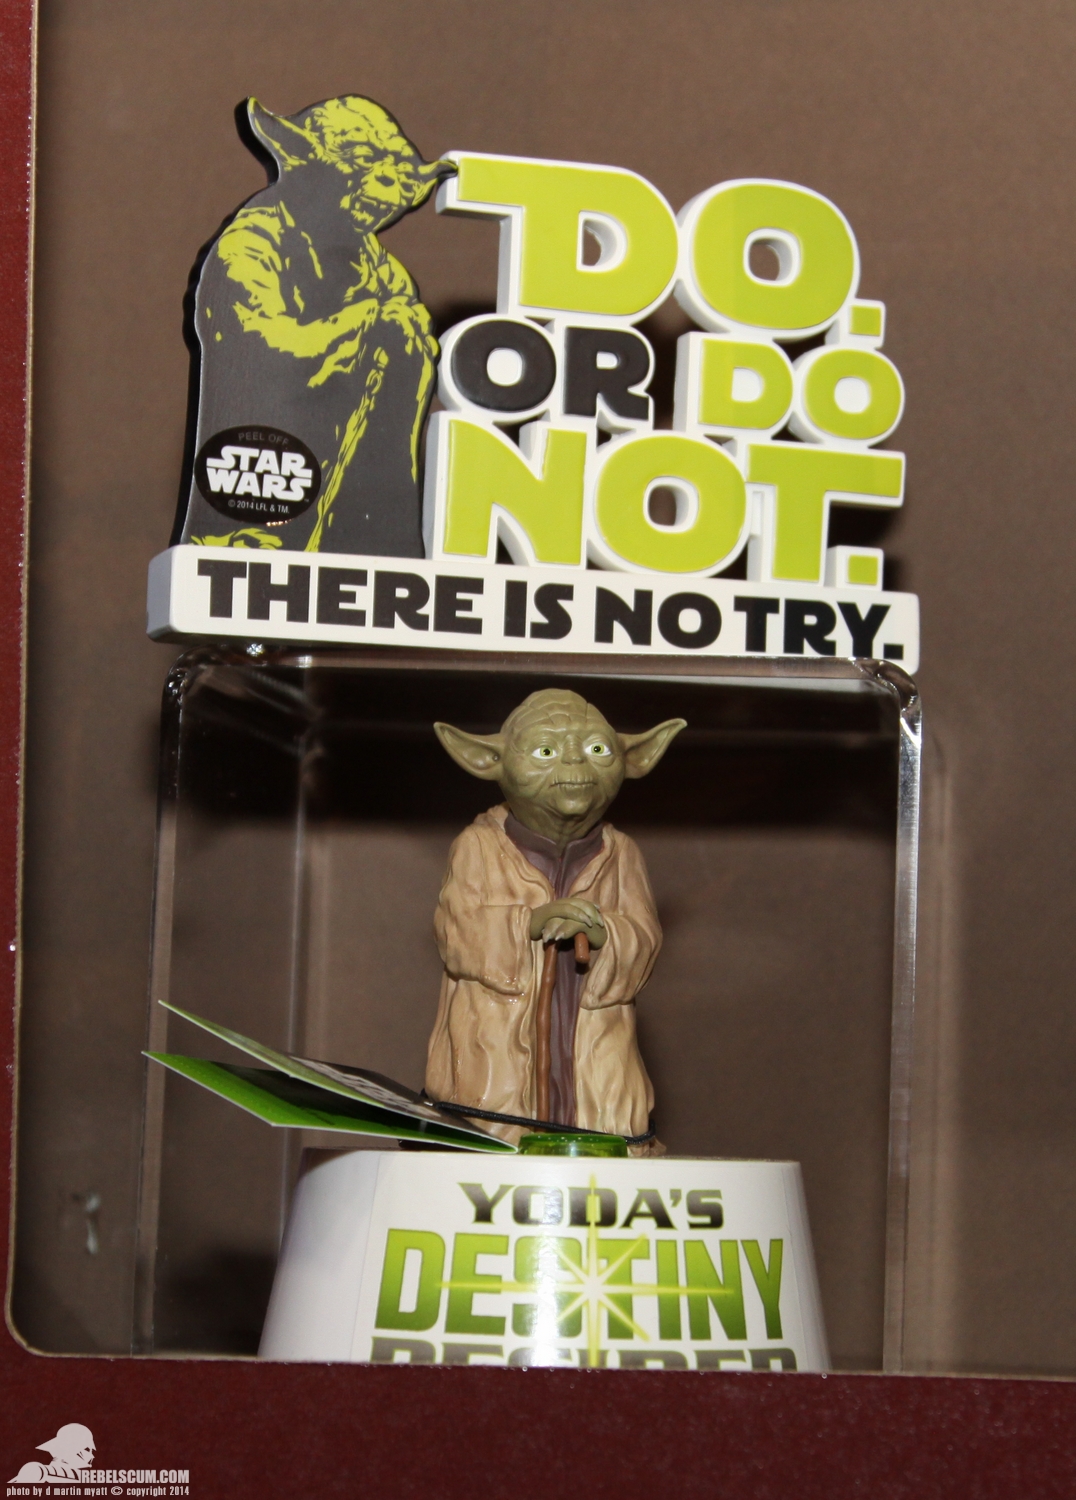 DO.
OR DO
NOT.
THERE IS NO TRY.
PEEL OFF
STAR
WARS
© 2014 LFL & TM.
YODA'S
DESTINY
DECIDER
REBELSCUM.COM
photo by d martin myatt © copyright 2014